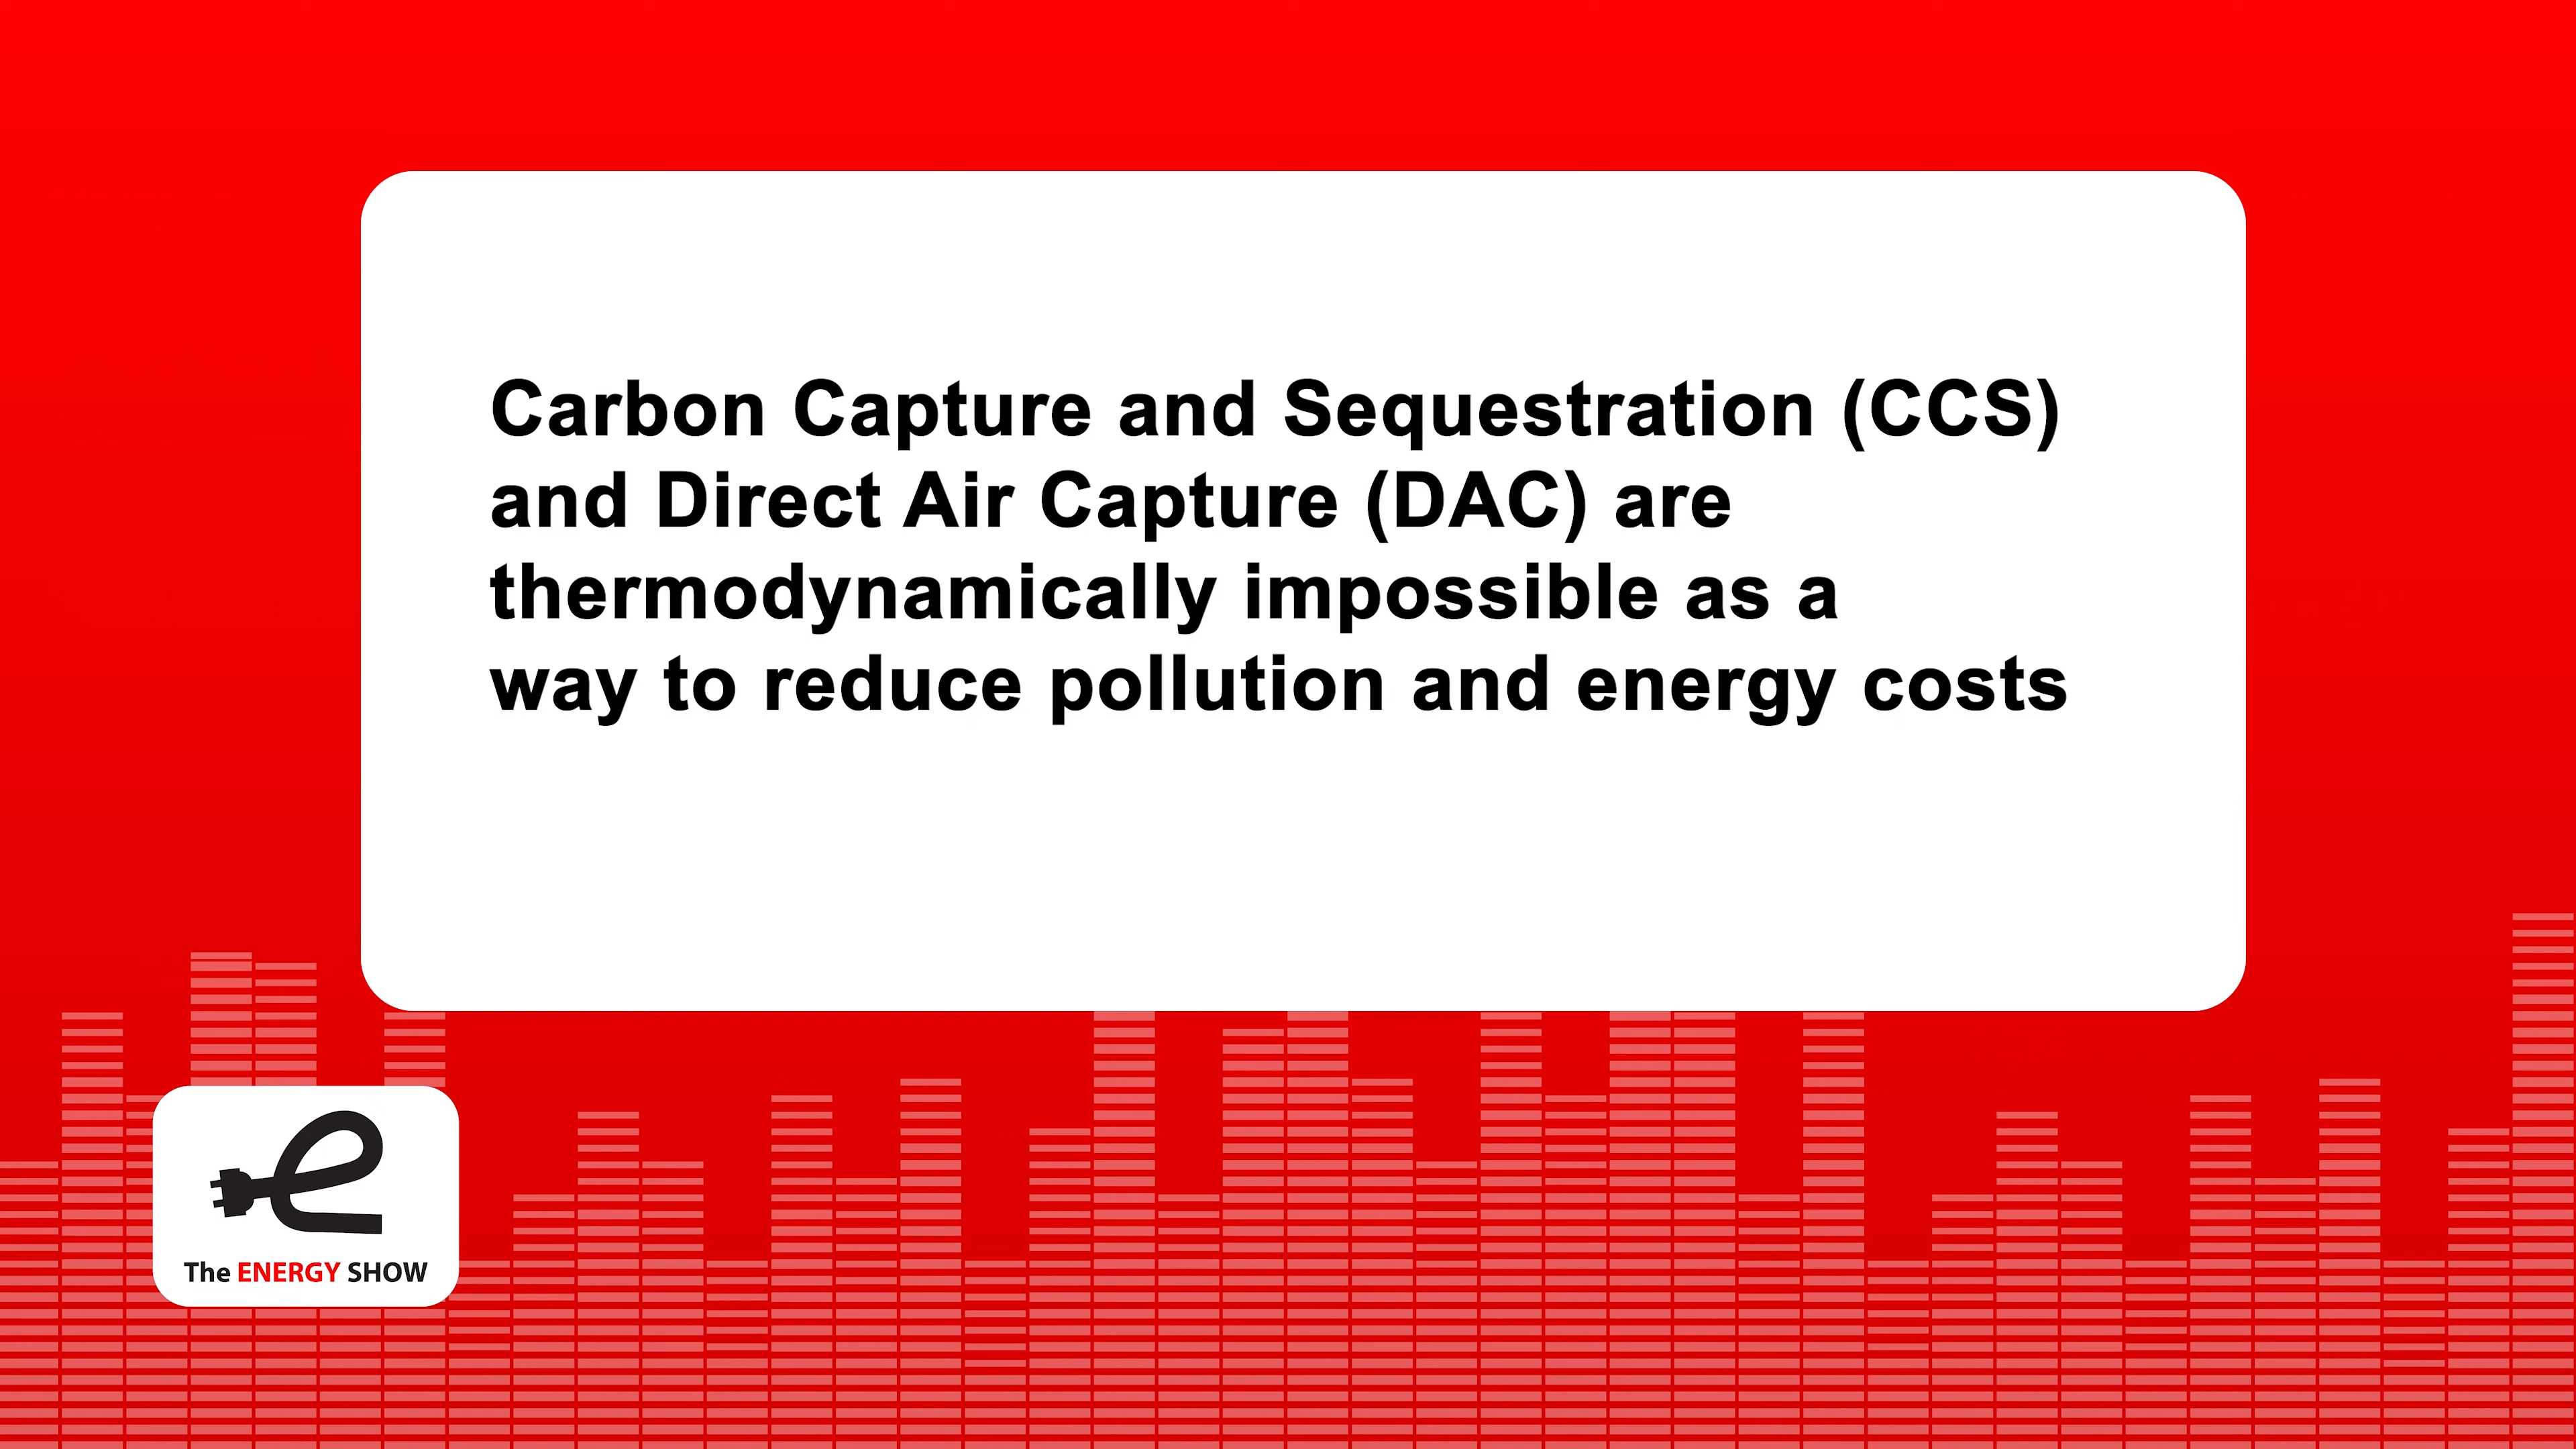 Carbon Capture and Sequestration (CCS)
and Direct Air Capture (DAC) are
thermodynamically impossible as a
way to reduce pollution and energy costs
The ENERGY SHOW